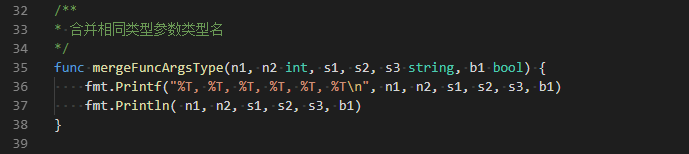 32 /**
33 * 合并相同类型参数类型名
34 */
35 func mergeFuncArgsType(n1, n2 int, s1, s2, s3 string, b1 bool) {
36     fmt.Printf("%T, %T, %T, %T, %T, %T\n", n1, n2, s1, s2, s3, b1)
37     fmt.Println( n1, n2, s1, s2, s3, b1)
38 }
39